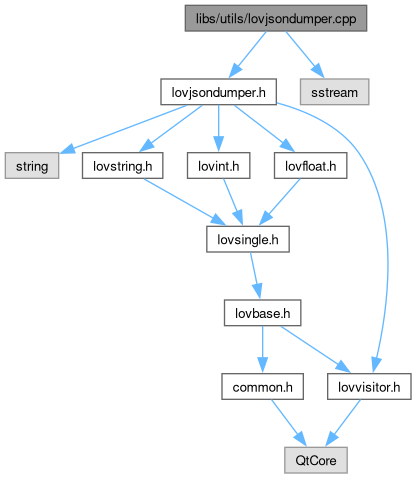 libs/utils/lovjsondumper.cpp
lovjsondumper.h
sstream
string
lovstring.h
lovint.h
lovfloat.h
lovsingle.h
lovbase.h
common.h
lovvisitor.h
QtCore